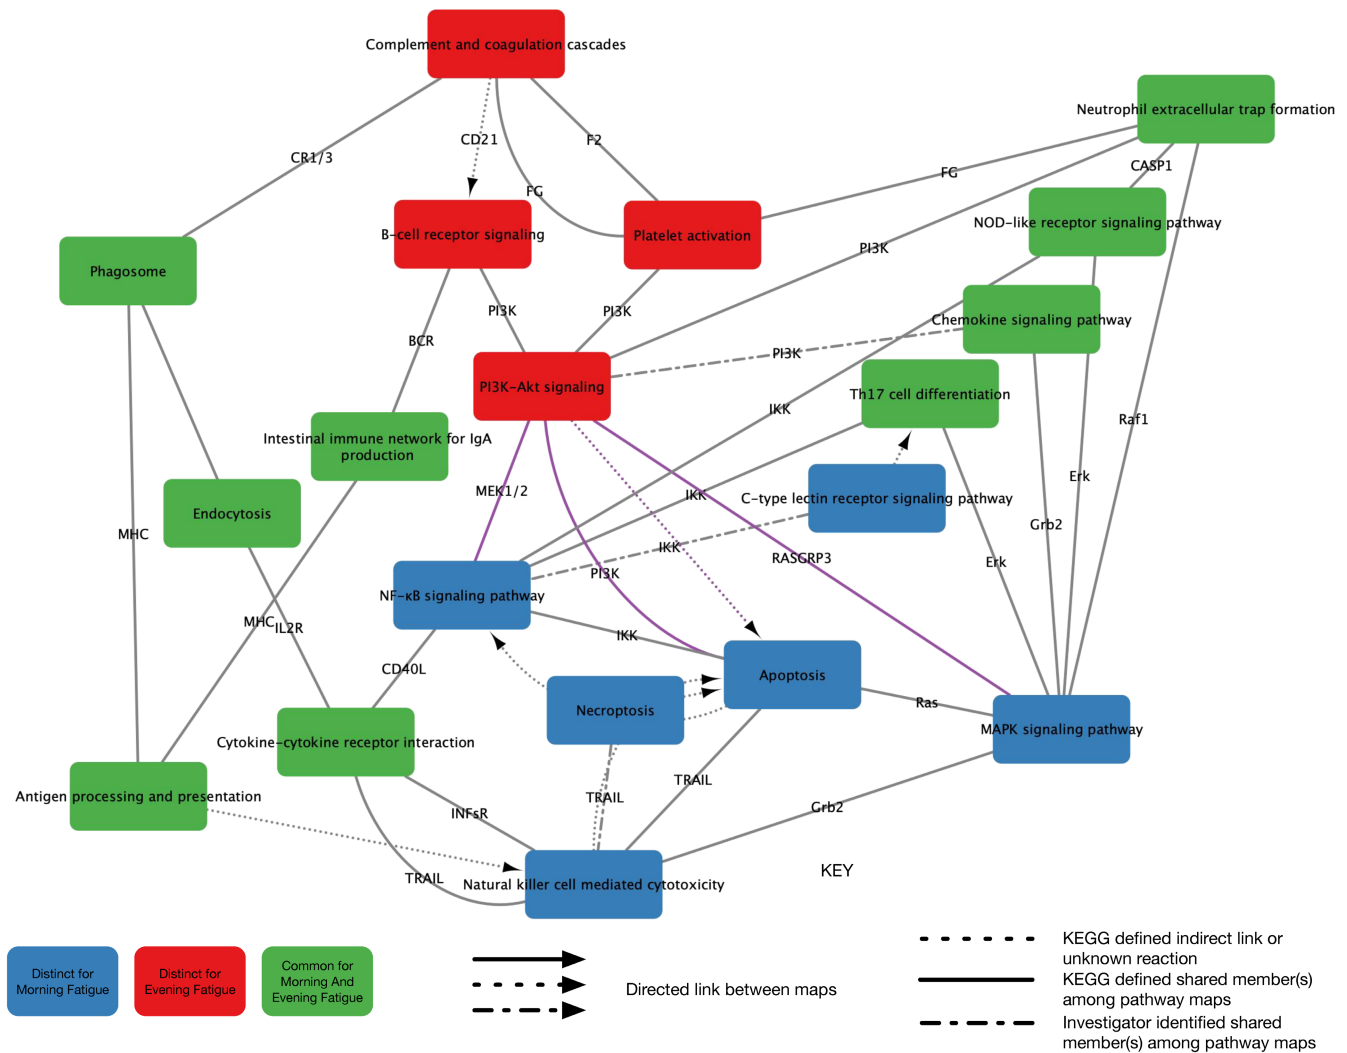 Complement and coagulation cascades
Neutrophil extracellular trap formation
CD21
F2
CR1/3
CASP1
FG
FG
NOD-like receptor signaling pathway
B-cell receptor signaling
Platelet activation
PI3K
Phagosome
PI3K
PI3K
Chemokine signaling pathway
BCR
PI3K
PI3K-Akt signaling
Th17 cell differentiation
IKK
Raf1
Intestinal immune network for IgA
production
Erk
MEK1/2
IKK
C-type lectin receptor signaling pathway
Endocytosis
Grb2
MHC
IKK
RASGRP3
Erk
PI3K
NF-κB signaling pathway
MHC
IL2R
IKK
CD40L
Apoptosis
Ras
Necroptosis
MAPK signaling pathway
Cytokine-cytokine receptor interaction
TRAIL
Antigen processing and presentation
TRAIL
Grb2
INFsR
KEY
TRAIL
Natural killer cell mediated cytotoxicity
Distinct for
Morning Fatigue
Distinct for
Evening Fatigue
Common for
Morning And
Evening Fatigue
Directed link between maps
KEGG defined indirect link or
unknown reaction
KEGG defined shared member(s)
among pathway maps
Investigator identified shared
member(s) among pathway maps